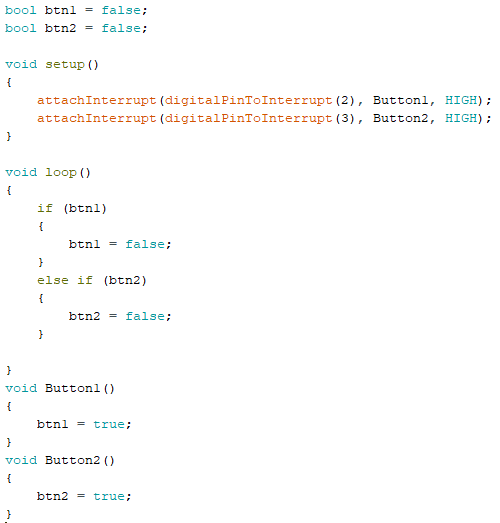 bool btn1 = false;
bool btn2 = false;

void setup()
{
    attachInterrupt(digitalPinToInterrupt(2), Button1, HIGH);
    attachInterrupt(digitalPinToInterrupt(3), Button2, HIGH);
}

void loop()
{
    if (btn1)
    {
        btn1 = false;
    }
    else if (btn2)
    {
        btn2 = false;
    }

}
void Button1()
{
    btn1 = true;
}
void Button2()
{
    btn2 = true;
}